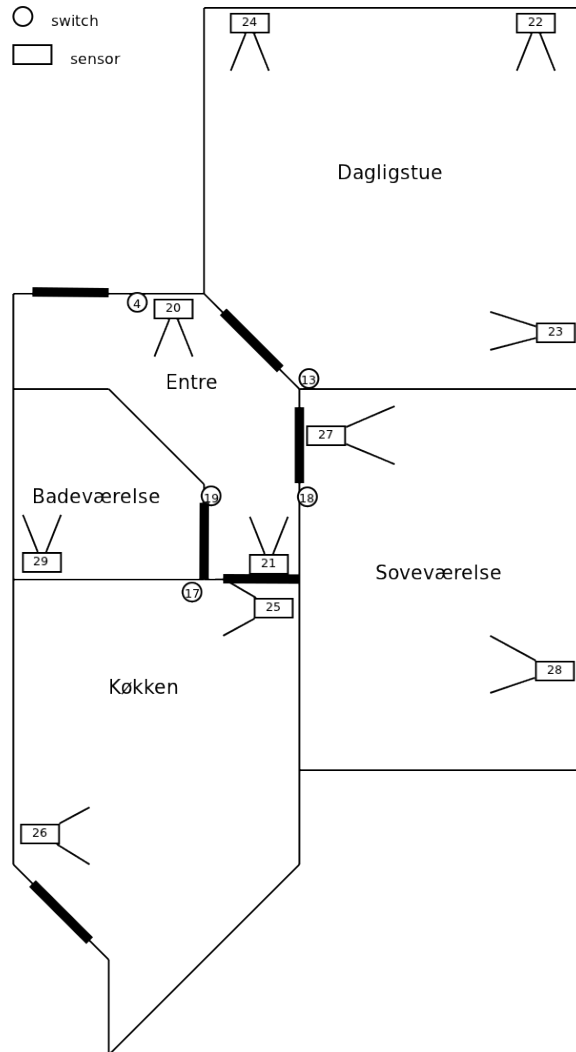 switch
sensor
24
22
Dagligstue
4
20
23
13
Entre
27
Badeværelse
19
18
29
21
Soveværelse
17
25
28
Køkken
26